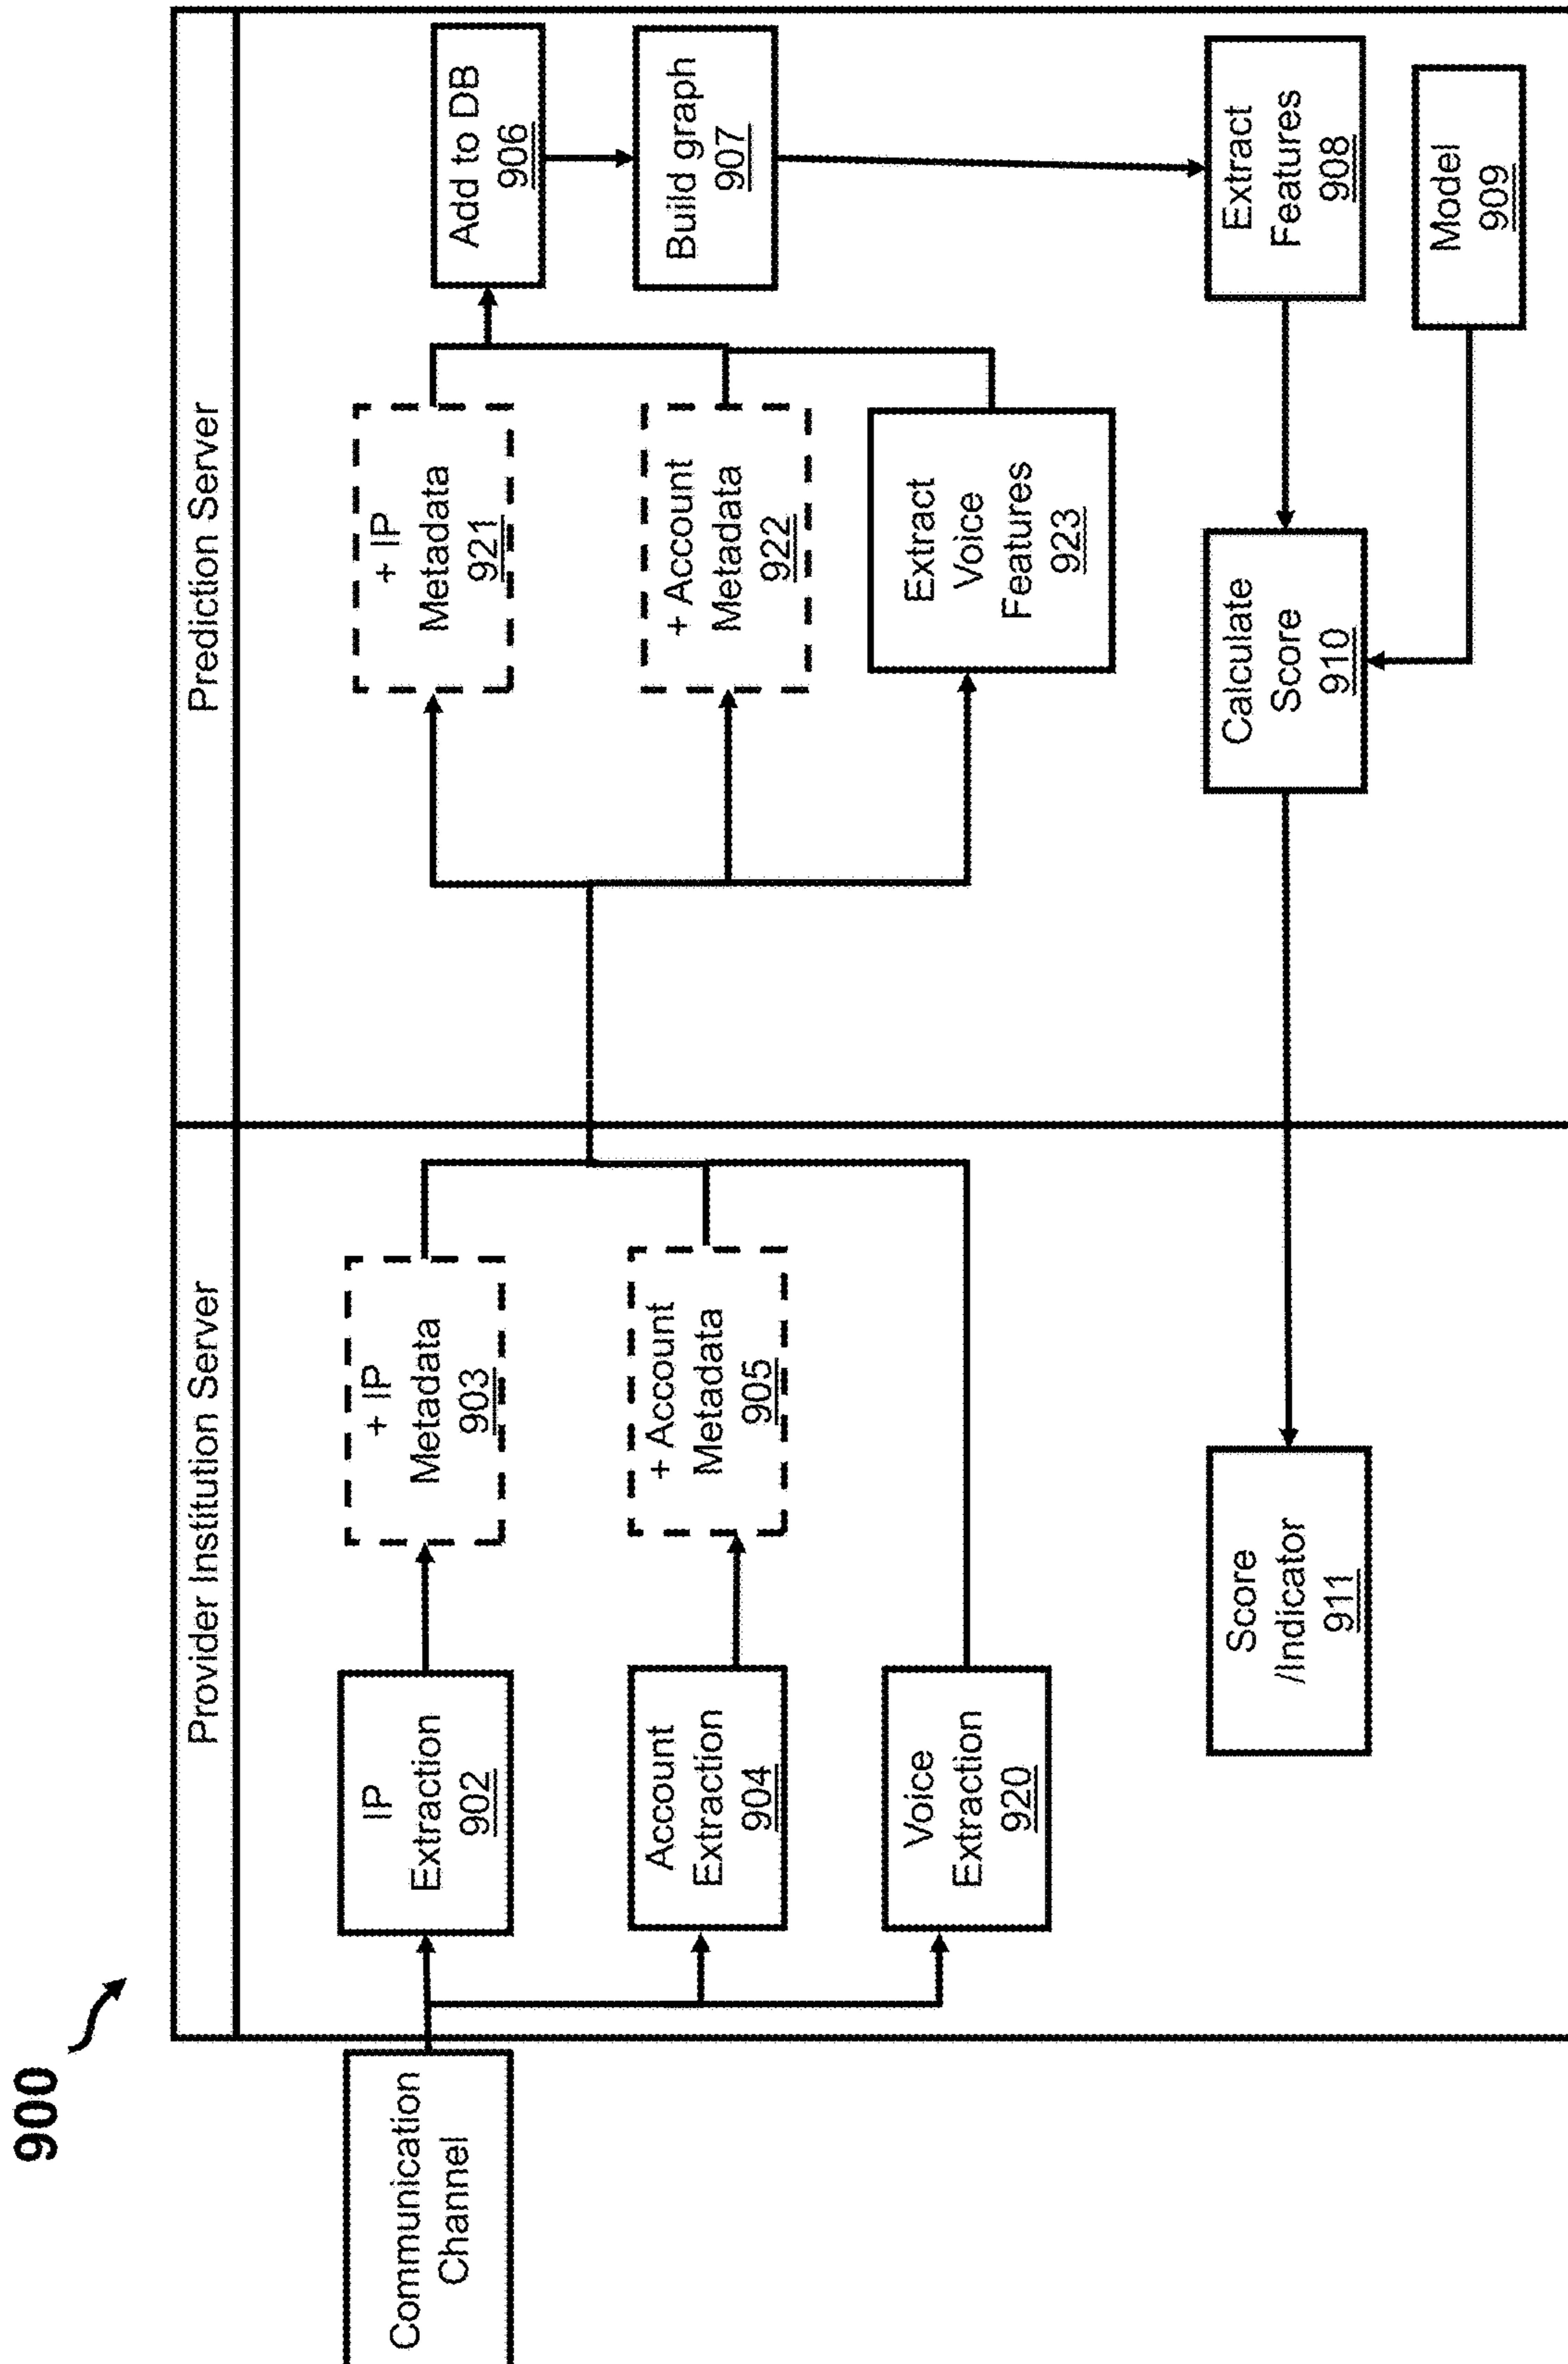 900
Communication
Channel
Provider Institution Server
IP
Extraction
902
+ IP
Metadata
903
Account
Extraction
904
+ Account
Metadata
905
Voice
Extraction
920
Score
/Indicator
911
Prediction Server
+ IP
Metadata
921
+ Account
Metadata
922
Extract
Voice
Features
923
Add to DB
906
Build graph
907
Extract
Features
908
Model
909
Calculate
Score
910